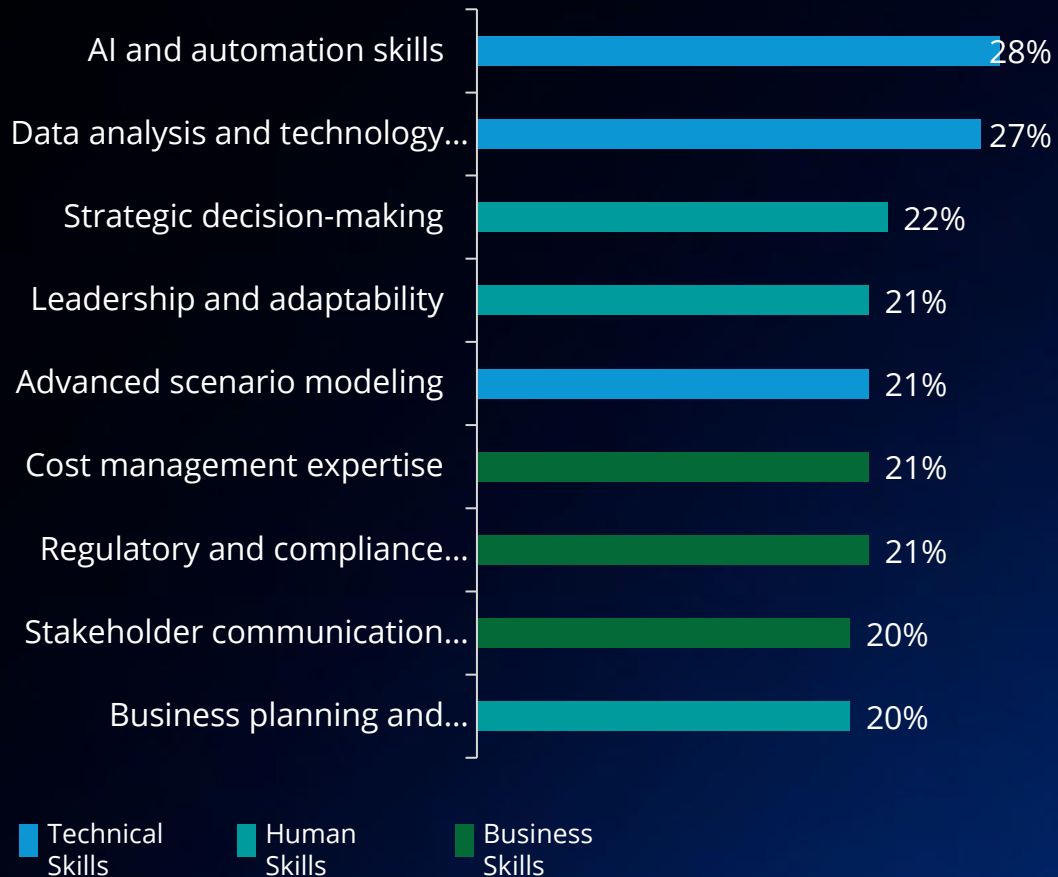 AI and automation skills 28%
Data analysis and technology... 27%
Strategic decision-making 22%
Leadership and adaptability 21%
Advanced scenario modeling 21%
Cost management expertise 21%
Regulatory and compliance... 21%
Stakeholder communication... 20%
Business planning and... 20%
Technical
Skills
Human
Skills
Business
Skills